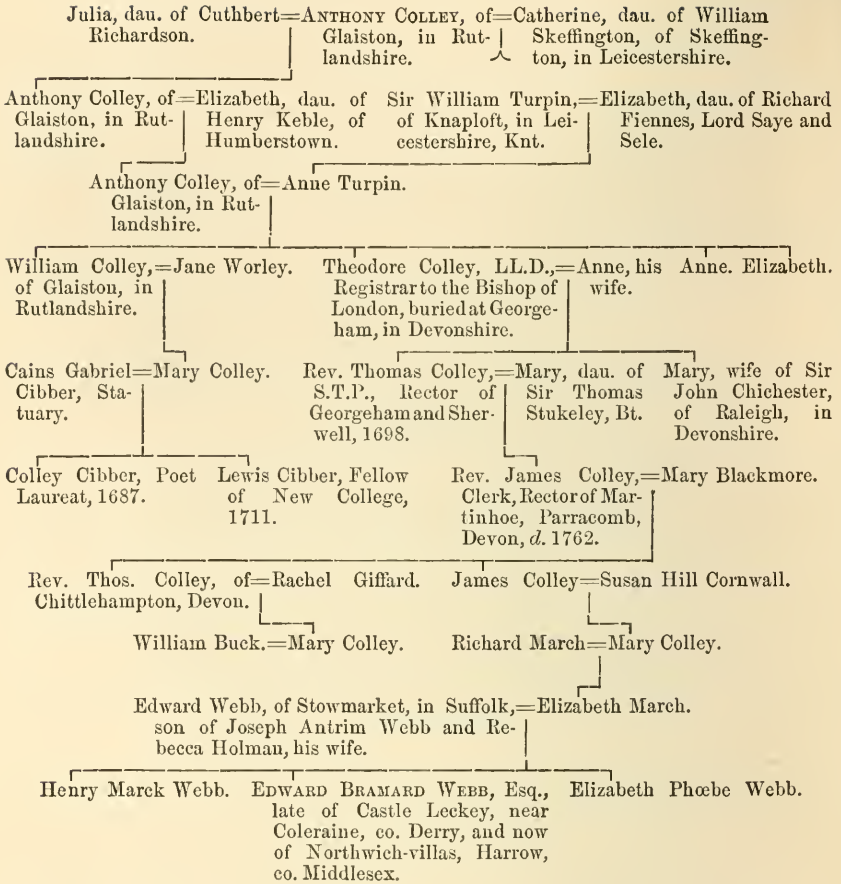 Julia, dau. of Cuthbert=ANTHONY COLLEY, of=Catherine, dau. of William
Richardson. Glaiston, in Rut- Skeffington, of Skeffing-
landshire. ton, in Leicestershire.
Anthony Colley, of=Elizabeth, dau. of Sir William Turpin,=Elizabeth, dau. of Richard
Glaiston, in Rut- Henry Keble, of of Knaploft, in Lei- Fiennes, Lord Saye and
landshire. Humberstown. cestershire, Knt. Sele.
Anthony Colley, of=Anne Turpin.
Glaiston, in Rut-
landshire.
William Colley,=Jane Worley. Theodore Colley, LL.D.,=Anne, his Anne. Elizabeth.
of Glaiston, in Registrar to the Bishop of wife.
Rutlandshire. London, buried at George-
ham, in Devonshire.
Cains Gabriel=Mary Colley. Rev. Thomas Colley,=Mary, dau. of Mary, wife of Sir
Cibber, Sta- S.T.P., Rector of Sir Thomas John Chichester,
tuary. Georgeham and Sher- Stukeley, Bt. of Raleigh, in
well, 1698. Devonshire.
Colley Cibber, Poet Lewis Cibber, Fellow Rev. James Colley,=Mary Blackmore.
Laureat, 1687. of New College, Clerk, Rector of Mar-
1711. tinhoe, Parracomb,
Devon, d. 1762.
Rev. Thos. Colley, of=Rachel Giffard. James Colley=Susan Hill Cornwall.
Chittlehampton, Devon.
William Buck.=Mary Colley. Richard March=Mary Colley.
Edward Webb, of Stowmarket, in Suffolk,=Elizabeth March.
son of Joseph Antrim Webb and Re-
becca Holman, his wife.
Henry Marck Webb. EDWARD BRAMARD WEBB, Esq., Elizabeth Phœbe Webb.
late of Castle Leckey, near
Coleraine, co. Derry, and now
of Northwich-villas, Harrow,
co. Middlesex.